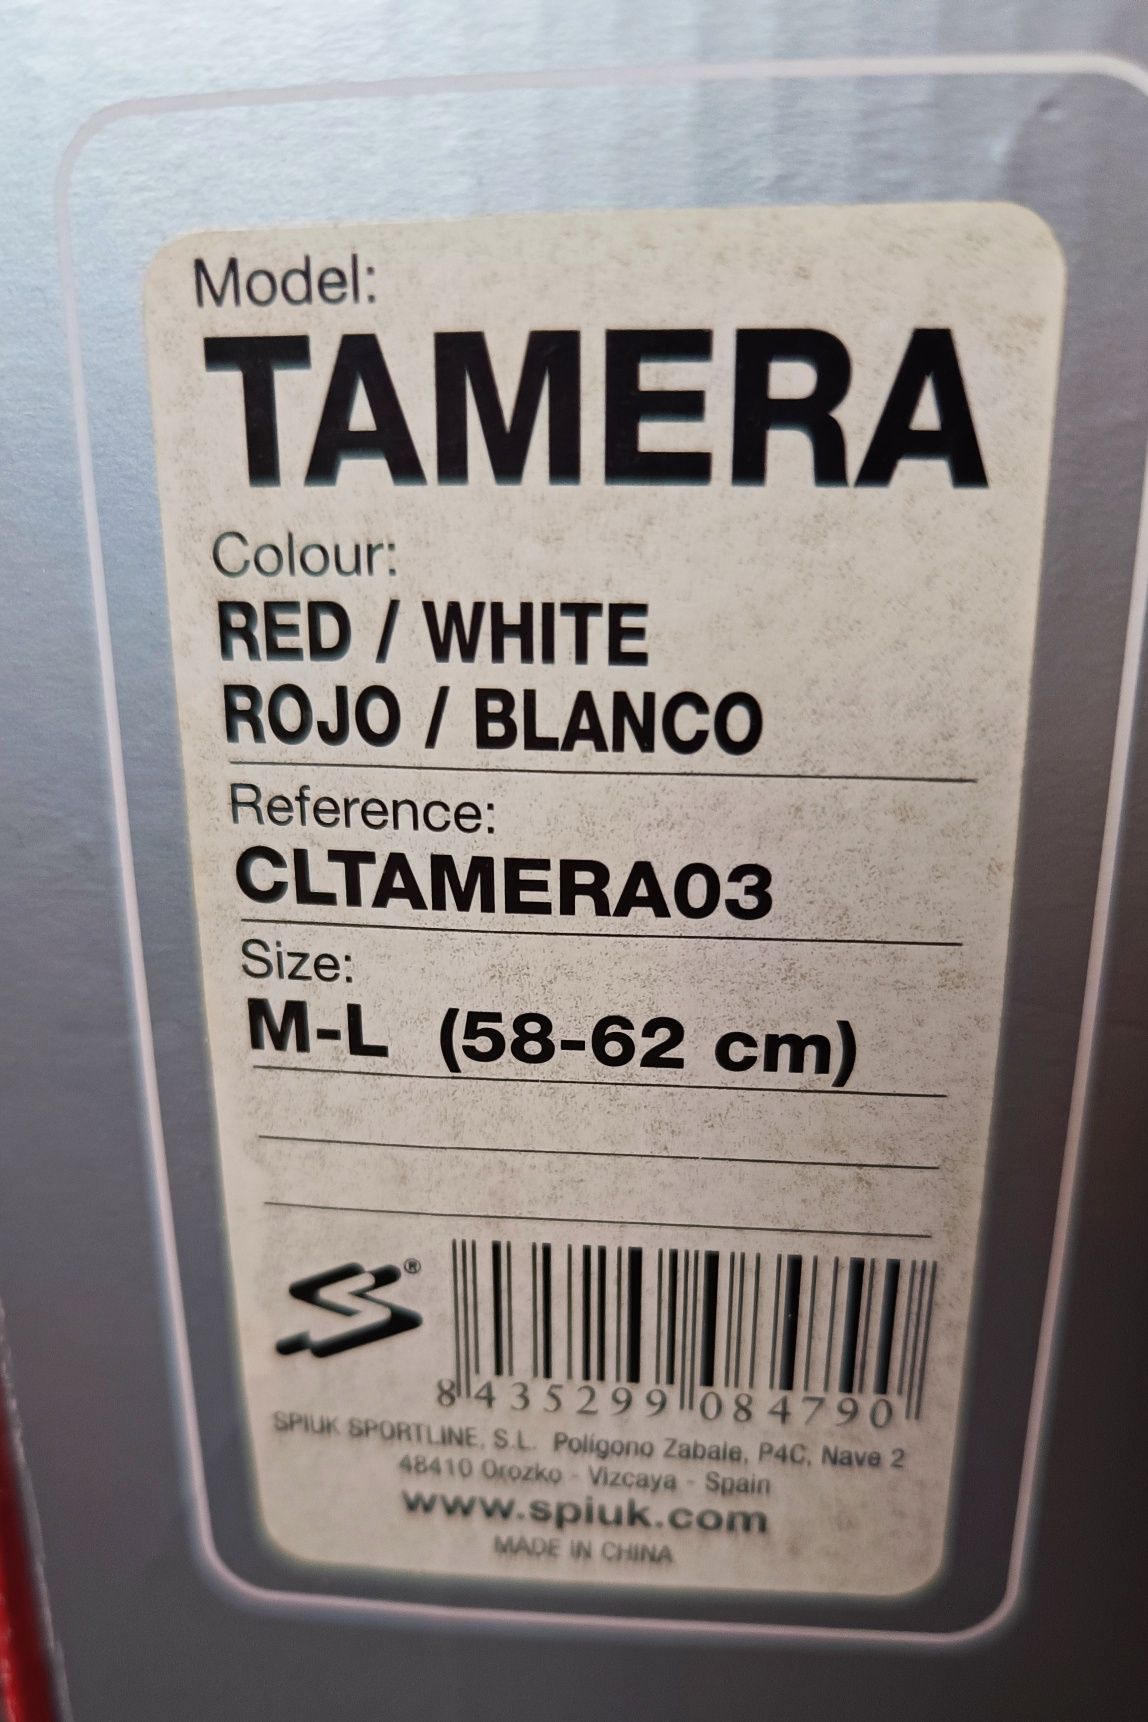 Model:
TAMERA
Colour:
RED / WHITE
ROJO / BLANCO
Reference:
CLTAMERA03
Size:
M-L (58-62 cm)
®
8 435299 084790
SPIUK SPORTLINE, S.L. Polígono Zabale, P4C, Nave 2
48410 Orozko - Vizcaya - Spain
www.spiuk.com
MADE IN CHINA